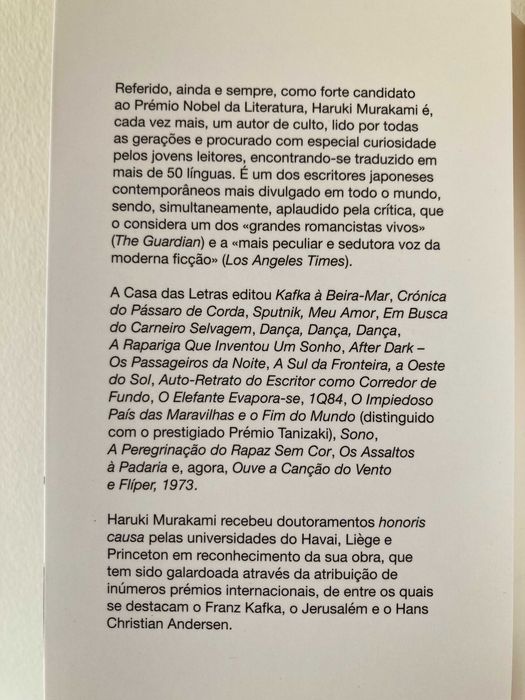 Referido, ainda e sempre, como forte candidato
ao Prémio Nobel da Literatura, Haruki Murakami é,
cada vez mais, um autor de culto, lido por todas
as gerações e procurado com especial curiosidade
pelos jovens leitores, encontrando-se traduzido em
mais de 50 línguas. É um dos escritores japoneses
contemporâneos mais divulgado em todo o mundo,
sendo, simultaneamente, aplaudido pela crítica, que
o considera um dos «grandes romancistas vivos»
(The Guardian) e a «mais peculiar e sedutora voz da
moderna ficção» (Los Angeles Times).
A Casa das Letras editou Kafka à Beira-Mar, Crónica
do Pássaro de Corda, Sputnik, Meu Amor, Em Busca
do Carneiro Selvagem, Dança, Dança, Dança,
A Rapariga Que Inventou Um Sonho, After Dark –
Os Passageiros da Noite, A Sul da Fronteira, a Oeste
do Sol, Auto-Retrato do Escritor como Corredor de
Fundo, O Elefante Evapora-se, 1Q84, O Impiedoso
País das Maravilhas e o Fim do Mundo (distinguido
com o prestigiado Prémio Tanizaki), Sono,
A Peregrinação do Rapaz Sem Cor, Os Assaltos
à Padaria e, agora, Ouve a Canção do Vento
e Flíper, 1973.
Haruki Murakami recebeu doutoramentos honoris
causa pelas universidades do Havai, Liège e
Princeton em reconhecimento da sua obra, que
tem sido galardoada através da atribuição de
inúmeros prémios internacionais, de entre os quais
se destacam o Franz Kafka, o Jerusalém e o Hans
Christian Andersen.